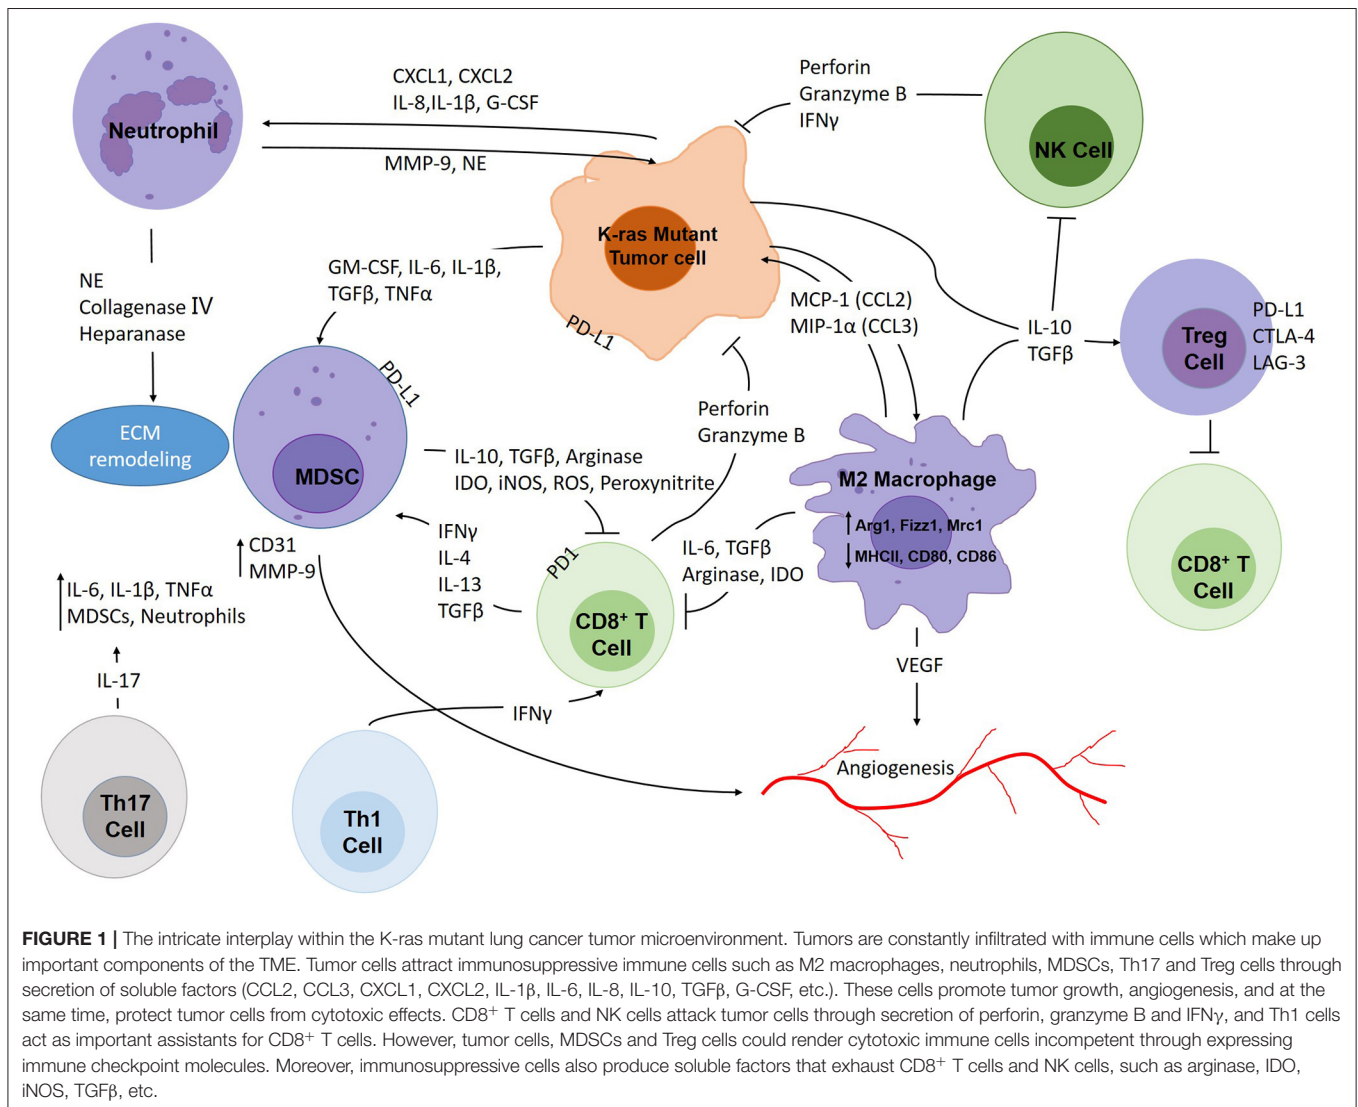 CXCL1, CXCL2
IL-8,IL-1β, G-CSF
Neutrophil
MMP-9, NE
Perforin
Granzyme B
IFNγ
NK Cell
K-ras Mutant
Tumor cell
PD-L1
GM-CSF, IL-6, IL-1β,
TGFβ, TNFα
NE
Collagenase IV
Heparanase
MCP-1 (CCL2)
MIP-1α (CCL3)
IL-10
TGFβ
Treg
Cell
PD-L1
CTLA-4
LAG-3
PD-L1
ECM
remodeling
MDSC
Perforin
Granzyme B
IL-10, TGFβ, Arginase
IDO, iNOS, ROS, Peroxynitrite
M2 Macrophage
Arg1, Fizz1, Mrc1
MHCII, CD80, CD86
CD31
MMP-9
IFNγ
IL-4
IL-13
TGFβ
PD1
CD8+ T
Cell
IL-6, TGFβ
Arginase, IDO
CD8+ T
Cell
IL-6, IL-1β, TNFα
MDSCs, Neutrophils
IL-17
VEGF
IFNγ
Th17
Cell
Th1
Cell
Angiogenesis
FIGURE 1 | The intricate interplay within the K-ras mutant lung cancer tumor microenvironment. Tumors are constantly infiltrated with immune cells which make up
important components of the TME. Tumor cells attract immunosuppressive immune cells such as M2 macrophages, neutrophils, MDSCs, Th17 and Treg cells through
secretion of soluble factors (CCL2, CCL3, CXCL1, CXCL2, IL-1β, IL-6, IL-8, IL-10, TGFβ, G-CSF, etc.). These cells promote tumor growth, angiogenesis, and at the
same time, protect tumor cells from cytotoxic effects. CD8+ T cells and NK cells attack tumor cells through secretion of perforin, granzyme B and IFNγ, and Th1 cells
act as important assistants for CD8+ T cells. However, tumor cells, MDSCs and Treg cells could render cytotoxic immune cells incompetent through expressing
immune checkpoint molecules. Moreover, immunosuppressive cells also produce soluble factors that exhaust CD8+ T cells and NK cells, such as arginase, IDO,
iNOS, TGFβ, etc.